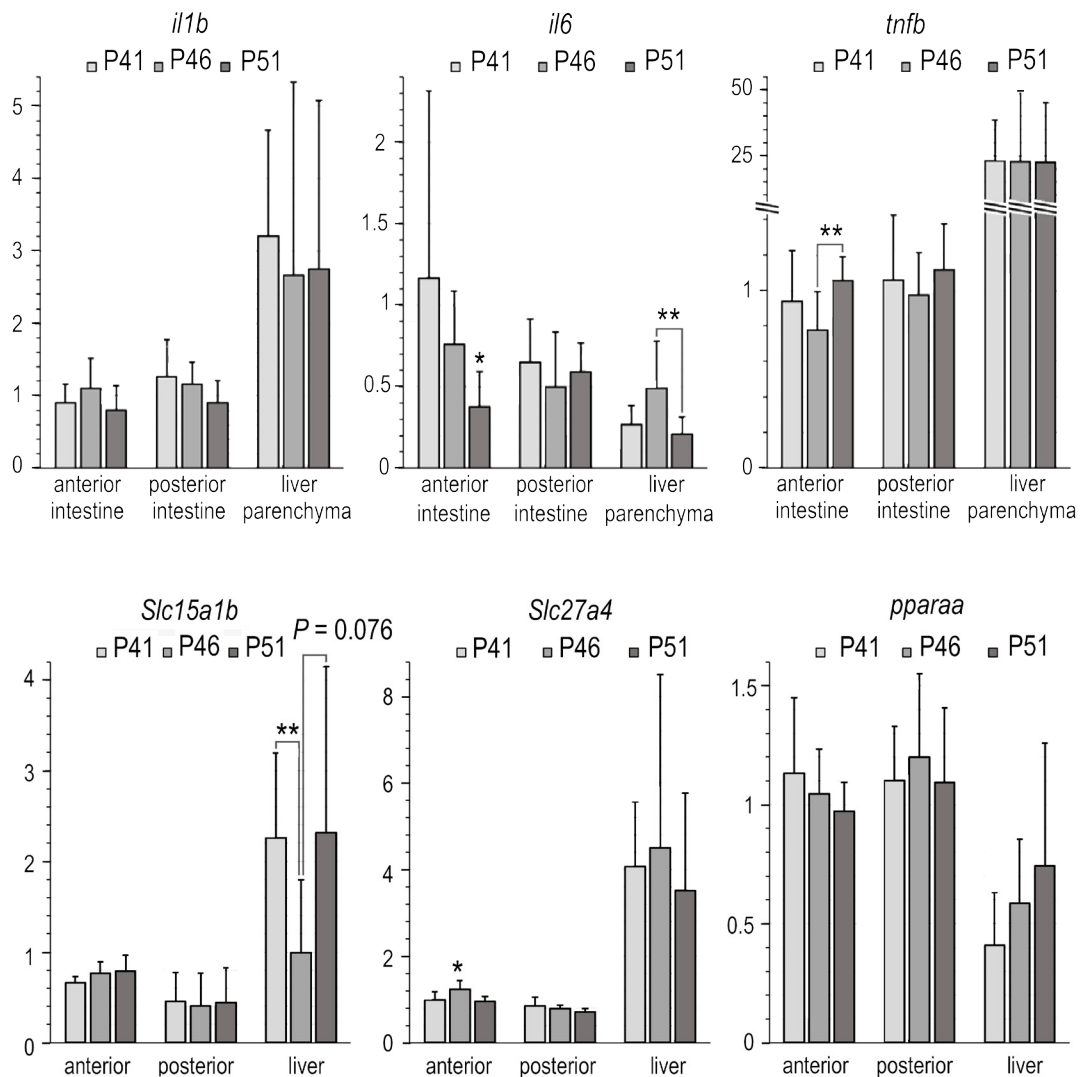 il1b
P41 P46 P51
5
4
3
2
1
0
anterior intestine
posterior intestine
liver parenchyma
il6
P41 P46 P51
2
1.5
1
0.5
0
*
**
anterior intestine
posterior intestine
liver parenchyma
tnfb
P41 P46 P51
50
25
1
0
**
anterior intestine
posterior intestine
liver parenchyma
Slc15a1b
P41 P46 P51
P = 0.076
4
3
2
1
0
**
anterior posterior liver
Slc27a4
P41 P46 P51
8
6
4
2
0
*
anterior posterior liver
pparaa
P41 P46 P51
1.5
1
0.5
0
anterior posterior liver